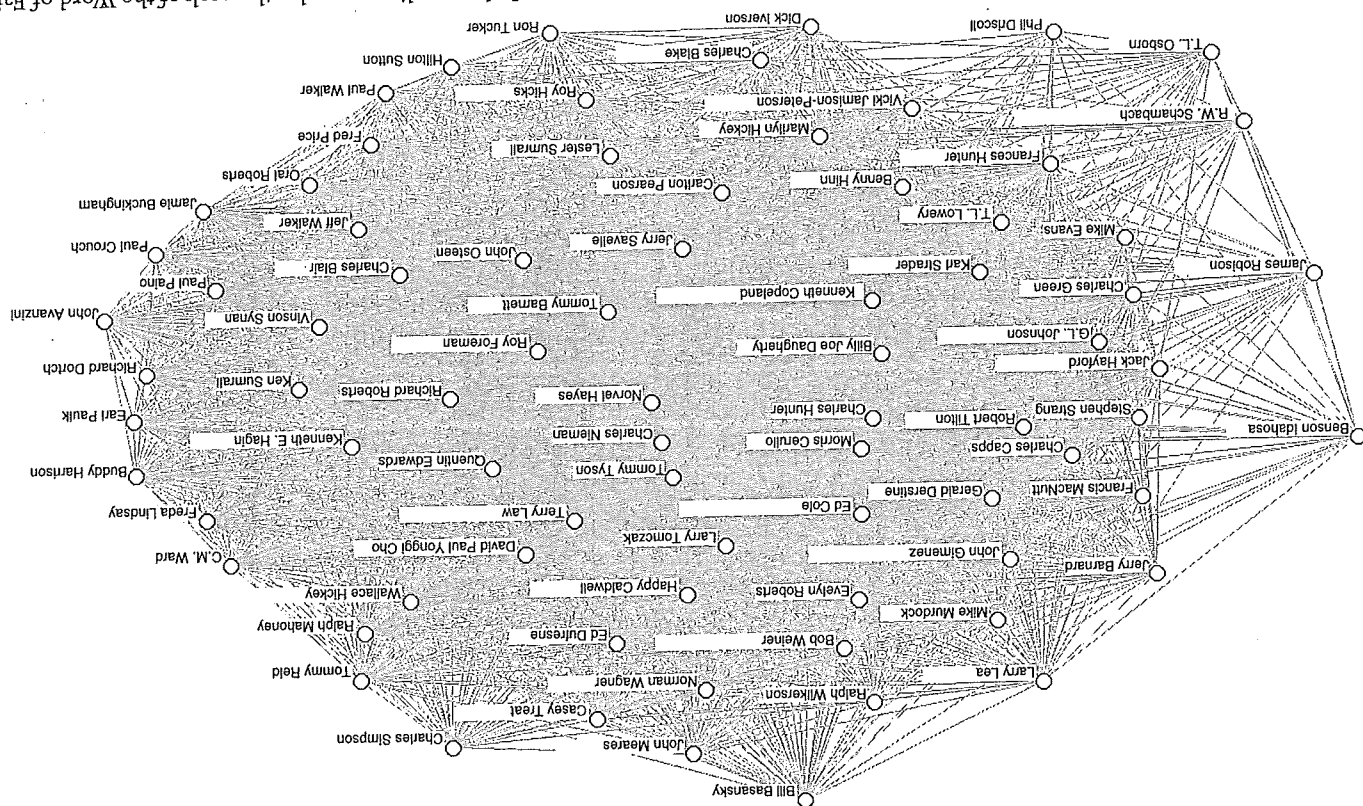 Bill Basansky
John Meares
Charles Simpson
Casey Treat
Ralph Wilkerson
Norman Wagner
Larry Lea
Tommy Reid
Bob Weiner
Ed Dufresne
Ralph Mahoney
Mike Murdock
Evelyn Roberts
Happy Caldwell
Wallace Hickey
Jerry Barnard
John Gimenez
C.M. Ward
David Paul Yonggi Cho
Larry Tomczak
Terry Law
Freda Lindsay
Ed Cole
Gerald Derstine
Francis MacNutt
Tommy Tyson
Buddy Harrison
Quentin Edwards
Charles Capps
Morris Cerullo
Kenneth E. Hagin
Charles Nieman
Benson Idahosa
Robert Tilton
Earl Paulk
Stephen Strang
Charles Hunter
Norvel Hayes
Richard Roberts
Ken Sumrall
Richard Dortch
Jack Hayford
Billy Joe Daugherty
Roy Foreman
G.L. Johnson
Vinson Synan
John Avanzini
Tommy Barnett
Kenneth Copeland
Charles Green
Paul Paino
James Robison
Karl Strader
Charles Blair
John Osteen
Paul Crouch
Jerry Savelle
Mike Evans
Jeff Walker
T.L. Lowery
Jamie Buckingham
Carlton Pearson
Benny Hinn
Oral Roberts
Frances Hunter
Lester Sumrall
Fred Price
Marilyn Hickey
R.W. Schambach
Vicki Jamison-Peterson
Roy Hicks
Paul Walker
Hilton Sutton
Charles Blake
T.L. Osborn
Phil Driscoll
Dick Iverson
Ron Tucker
of the Word of